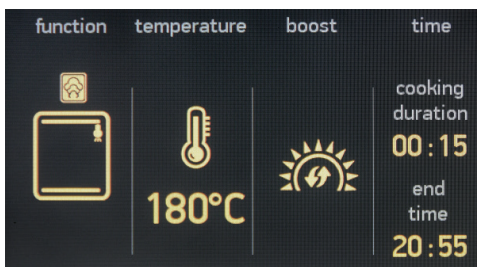 function temperature boost time
cooking
duration
00:15
180°C
end
time
20:55